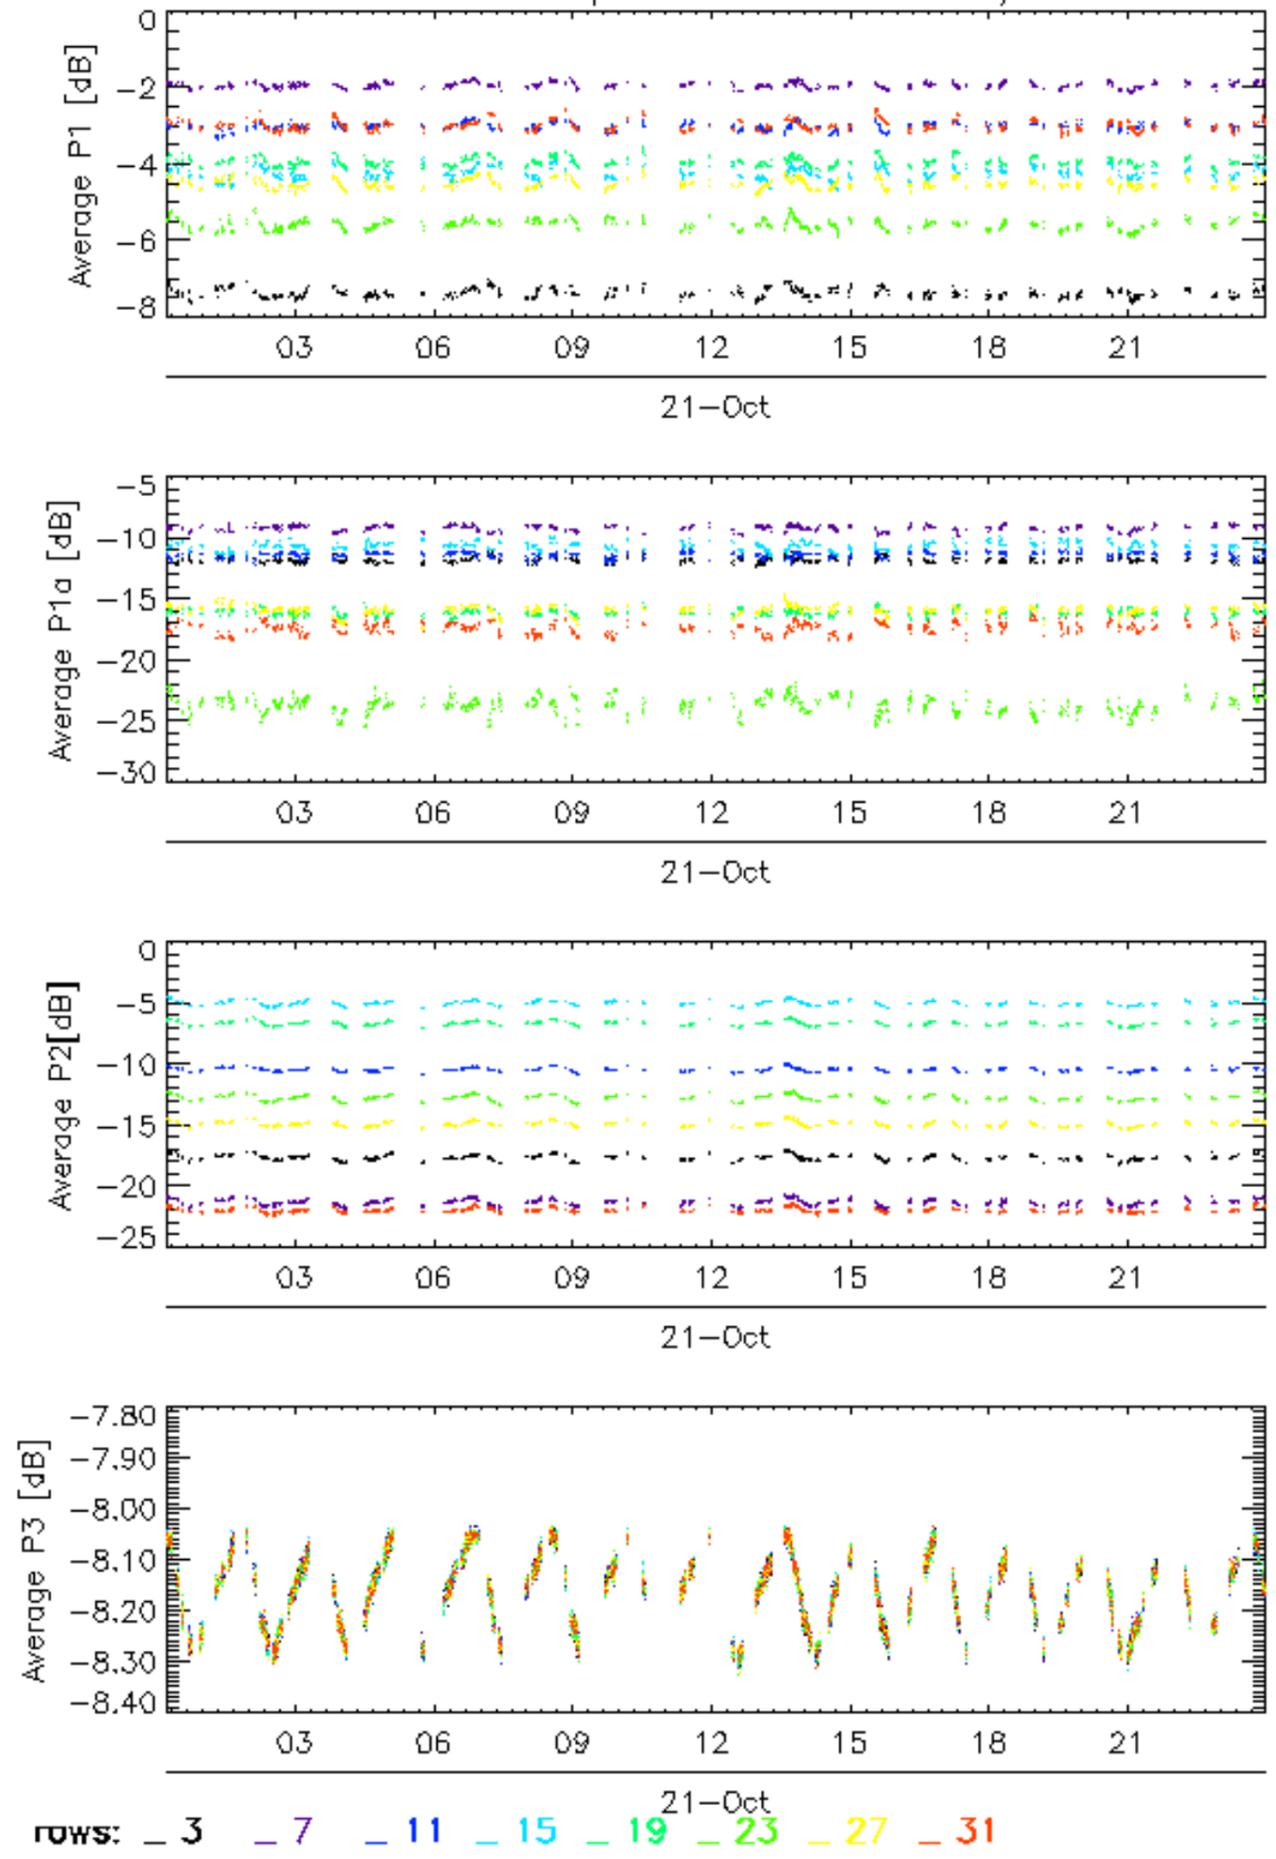 Average P1 [dB]
0
−2
−4
−6
−8
03 06 09 12 15 18 21
21−Oct
Average P1a [dB]
−5
−10
−15
−20
−25
−30
03 06 09 12 15 18 21
21−Oct
Average P2[dB]
0
−5
−10
−15
−20
−25
03 06 09 12 15 18 21
21−Oct
Average P3 [dB]
−7.80
−7.90
−8.00
−8.10
−8.20
−8.30
−8.40
03 06 09 12 15 18 21
21−Oct
rows: _ 3 _ 7 _ 11 _ 15 _ 19 _ 23 _ 27 _ 31